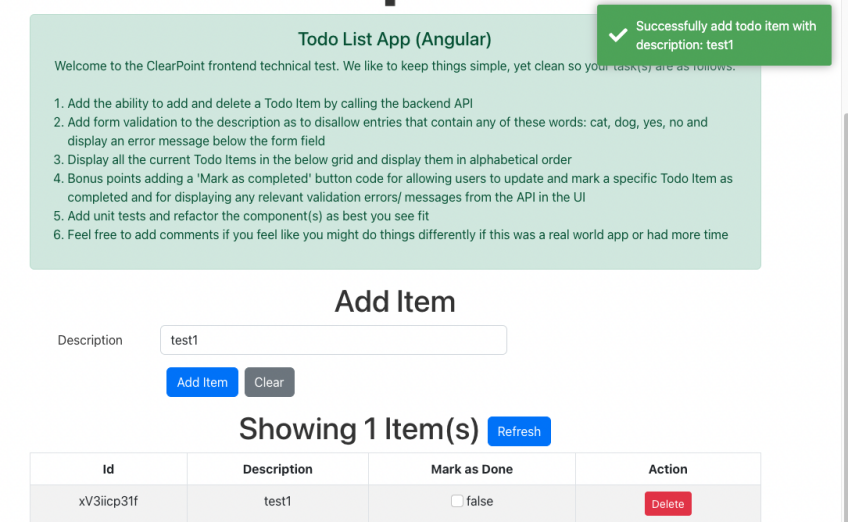 Todo List App (Angular)
Successfully add todo item with
description: test1
Welcome to the ClearPoint frontend technical test. We like to keep things simple, yet clean so your task(s) are as follows:
1. Add the ability to add and delete a Todo Item by calling the backend API
2. Add form validation to the description as to disallow entries that contain any of these words: cat, dog, yes, no and
display an error message below the form field
3. Display all the current Todo Items in the below grid and display them in alphabetical order
4. Bonus points adding a 'Mark as completed' button code for allowing users to update and mark a specific Todo Item as
completed and for displaying any relevant validation errors/ messages from the API in the UI
5. Add unit tests and refactor the component(s) as best you see fit
6. Feel free to add comments if you feel like you might do things differently if this was a real world app or had more time
Add Item
Description test1
Add Item Clear
Showing 1 Item(s) Refresh
Id Description Mark as Done Action
xV3iicp31f test1 false Delete